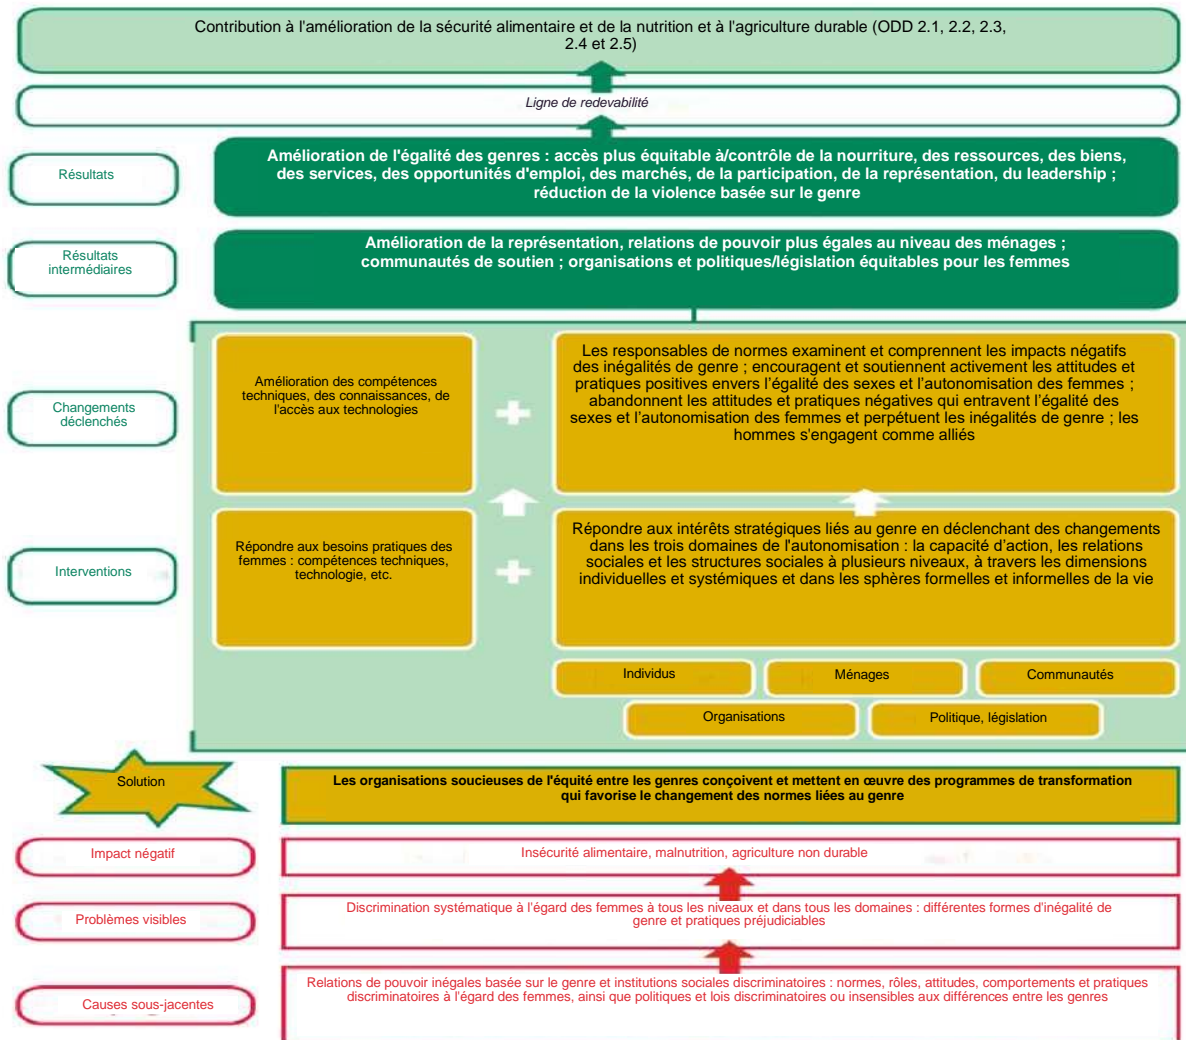 Contribution à l'amélioration de la sécurité alimentaire et de la nutrition et à l'agriculture durable (ODD 2.1, 2.2, 2.3,
2.4 et 2.5)
Ligne de redevabilité
Résultats
Amélioration de l'égalité des genres : accès plus équitable à/contrôle de la nourriture, des ressources, des biens,
des services, des opportunités d'emploi, des marchés, de la participation, de la représentation, du leadership ;
réduction de la violence basée sur le genre
Résultats
intermédiaires
Amélioration de la représentation, relations de pouvoir plus égales au niveau des ménages ;
communautés de soutien ; organisations et politiques/législation équitables pour les femmes
Changements
déclenchés
Amélioration des compétences
techniques, des connaissances, de
l'accès aux technologies
Les responsables de normes examinent et comprennent les impacts négatifs
des inégalités de genre ; encouragent et soutiennent activement les attitudes et
pratiques positives envers l'égalité des sexes et l'autonomisation des femmes ;
abandonnent les attitudes et pratiques négatives qui entravent l'égalité des
sexes et l'autonomisation des femmes et perpétuent les inégalités de genre ; les
hommes s'engagent comme alliés
Interventions
Répondre aux besoins pratiques des
femmes : compétences techniques,
technologie, etc.
Répondre aux intérêts stratégiques liés au genre en déclenchant des changements
dans les trois domaines de l'autonomisation : la capacité d'action, les relations
sociales et les structures sociales à plusieurs niveaux, à travers les dimensions
individuelles et systémiques et dans les sphères formelles et informelles de la vie
Individus
Ménages
Communautés
Organisations
Politique, législation
Solution
Les organisations soucieuses de l'équité entre les genres conçoivent et mettent en œuvre des programmes de transformation
qui favorise le changement des normes liées au genre
Impact négatif
Insécurité alimentaire, malnutrition, agriculture non durable
Problèmes visibles
Discrimination systématique à l'égard des femmes à tous les niveaux et dans tous les domaines : différentes formes d'inégalité de
genre et pratiques préjudiciables
Causes sous-jacentes
Relations de pouvoir inégales basée sur le genre et institutions sociales discriminatoires : normes, rôles, attitudes, comportements et pratiques
discriminatoires à l'égard des femmes, ainsi que politiques et lois discriminatoires ou insensibles aux différences entre les genres